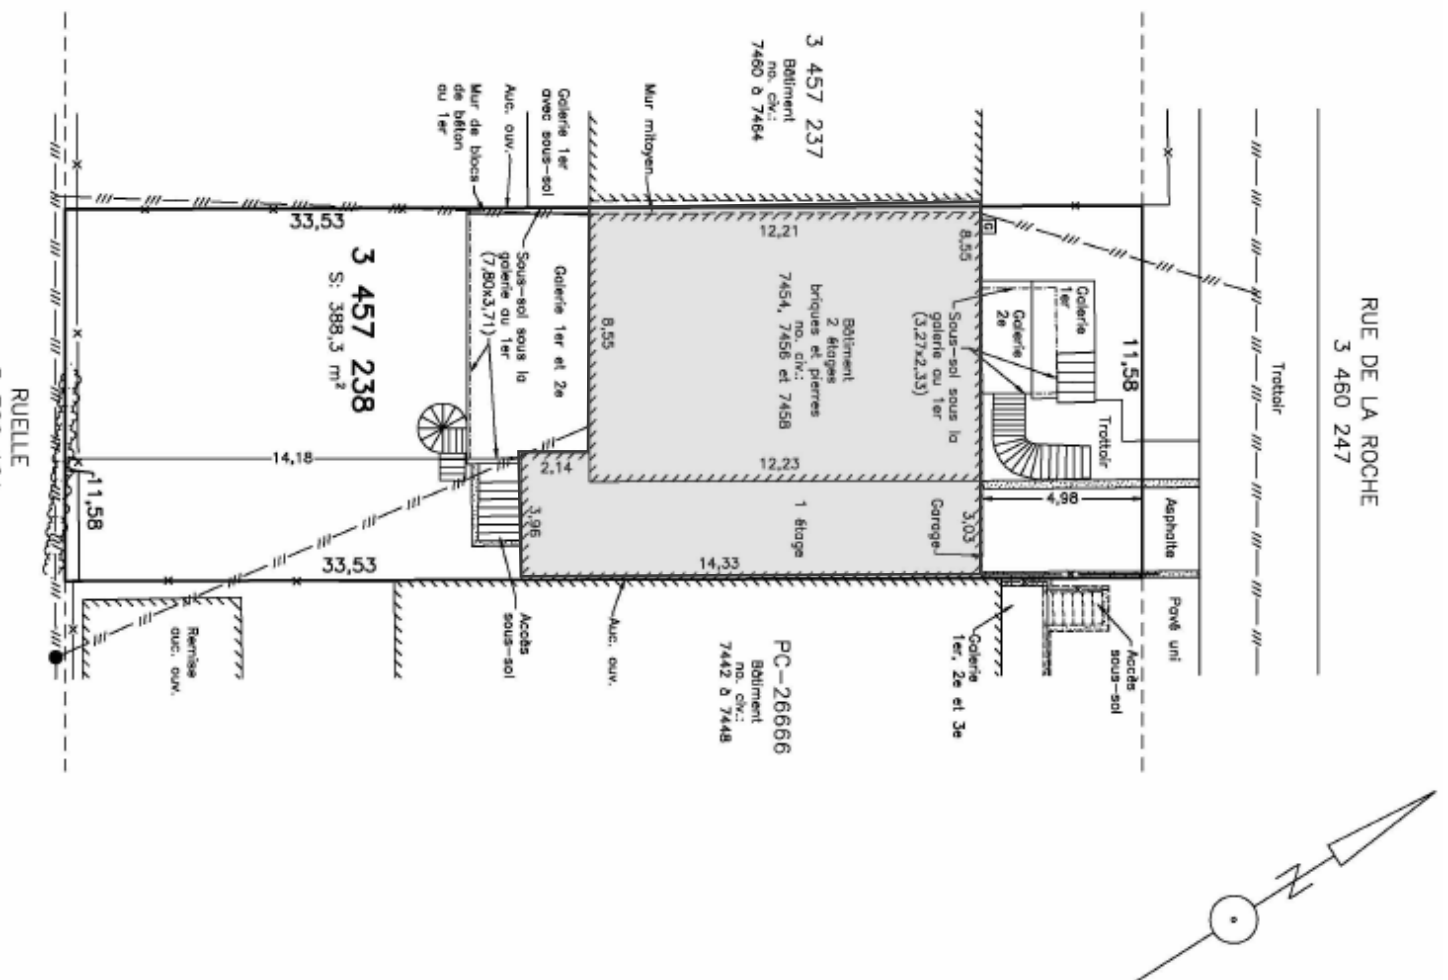 RUE DE LA ROCHE
3 460 247
Trottoir
3 457 237
Bâtiment
no. civ.:
7460 à 7464
Mur mitoyen
Galerie 1er
avec sous-sol
Auc. ouv.
Mur de blocs
de béton
au 1er
33,53
3 457 238
S: 388,3 m²
Galerie 1er et 2e
Sous-sol sous la
galerie au 1er
(7,80x3,71)
12,21
8,55
8,55
Bâtiment
2 étages
briques et pierres
no. civ.:
7454, 7456 et 7458
Sous-sol sous la
galerie au 1er
(3,27x2,33)
G
Galerie
1er
Galerie
2e
11,58
Trottoir
12,23
14,18
2,14
3,96
1 étage
Garage
3,03
4,98
Asphalte
14,33
11,58
33,53
RUELLE
Remise
auc. ouv.
Accès
sous-sol
Auc. ouv.
PC-26666
Bâtiment
no. civ.:
7442 à 7448
Galerie
1er, 2e et 3e
Accès
sous-sol
Pavé uni
N